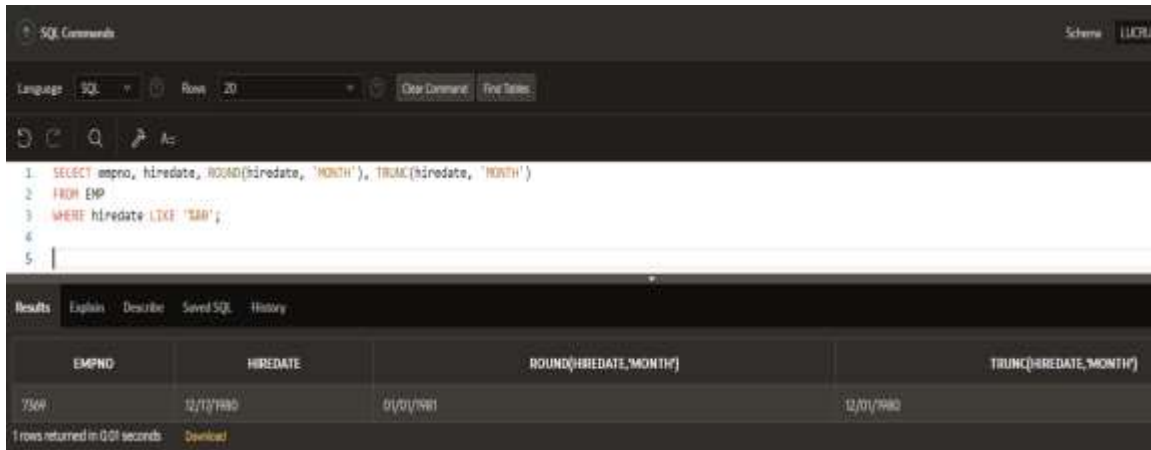 SQL Commands Schema
Language SQL Rows 20 Clear Command Find Tables
1 SELECT empno, hiredate, ROUND(hiredate, 'MONTH'), TRUNC(hiredate, 'MONTH')
2 FROM EMP
3 WHERE hiredate LIKE '%80';
4
5
Results Explain Describe Saved SQL History
EMPNO HIREDATE ROUND(HIREDATE,'MONTH') TRUNC(HIREDATE,'MONTH')
7369 12/17/1980 01/01/1981 12/01/1980
1 rows returned in 0.01 seconds Download